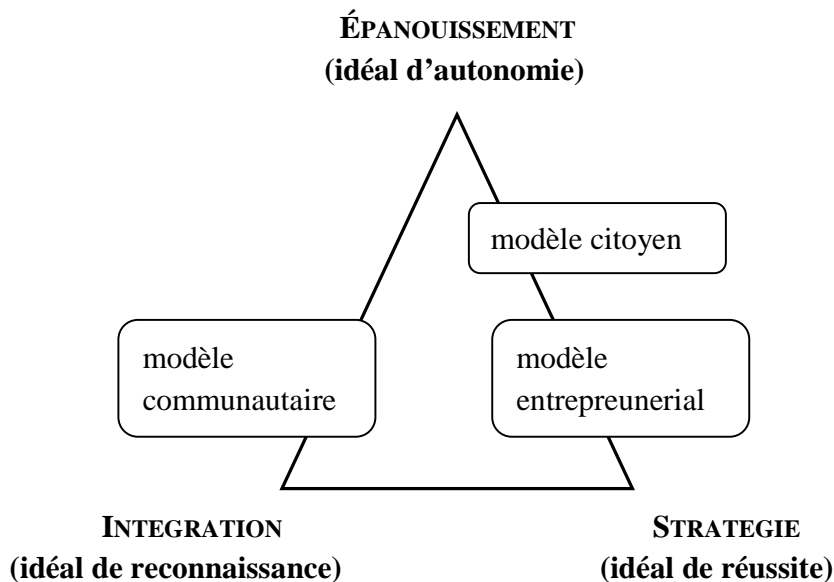 ÉPANOUISSEMENT
(idéal d’autonomie)
modèle citoyen
modèle
communautaire
modèle
entrepreunerial
INTEGRATION
(idéal de reconnaissance)
STRATEGIE
(idéal de réussite)